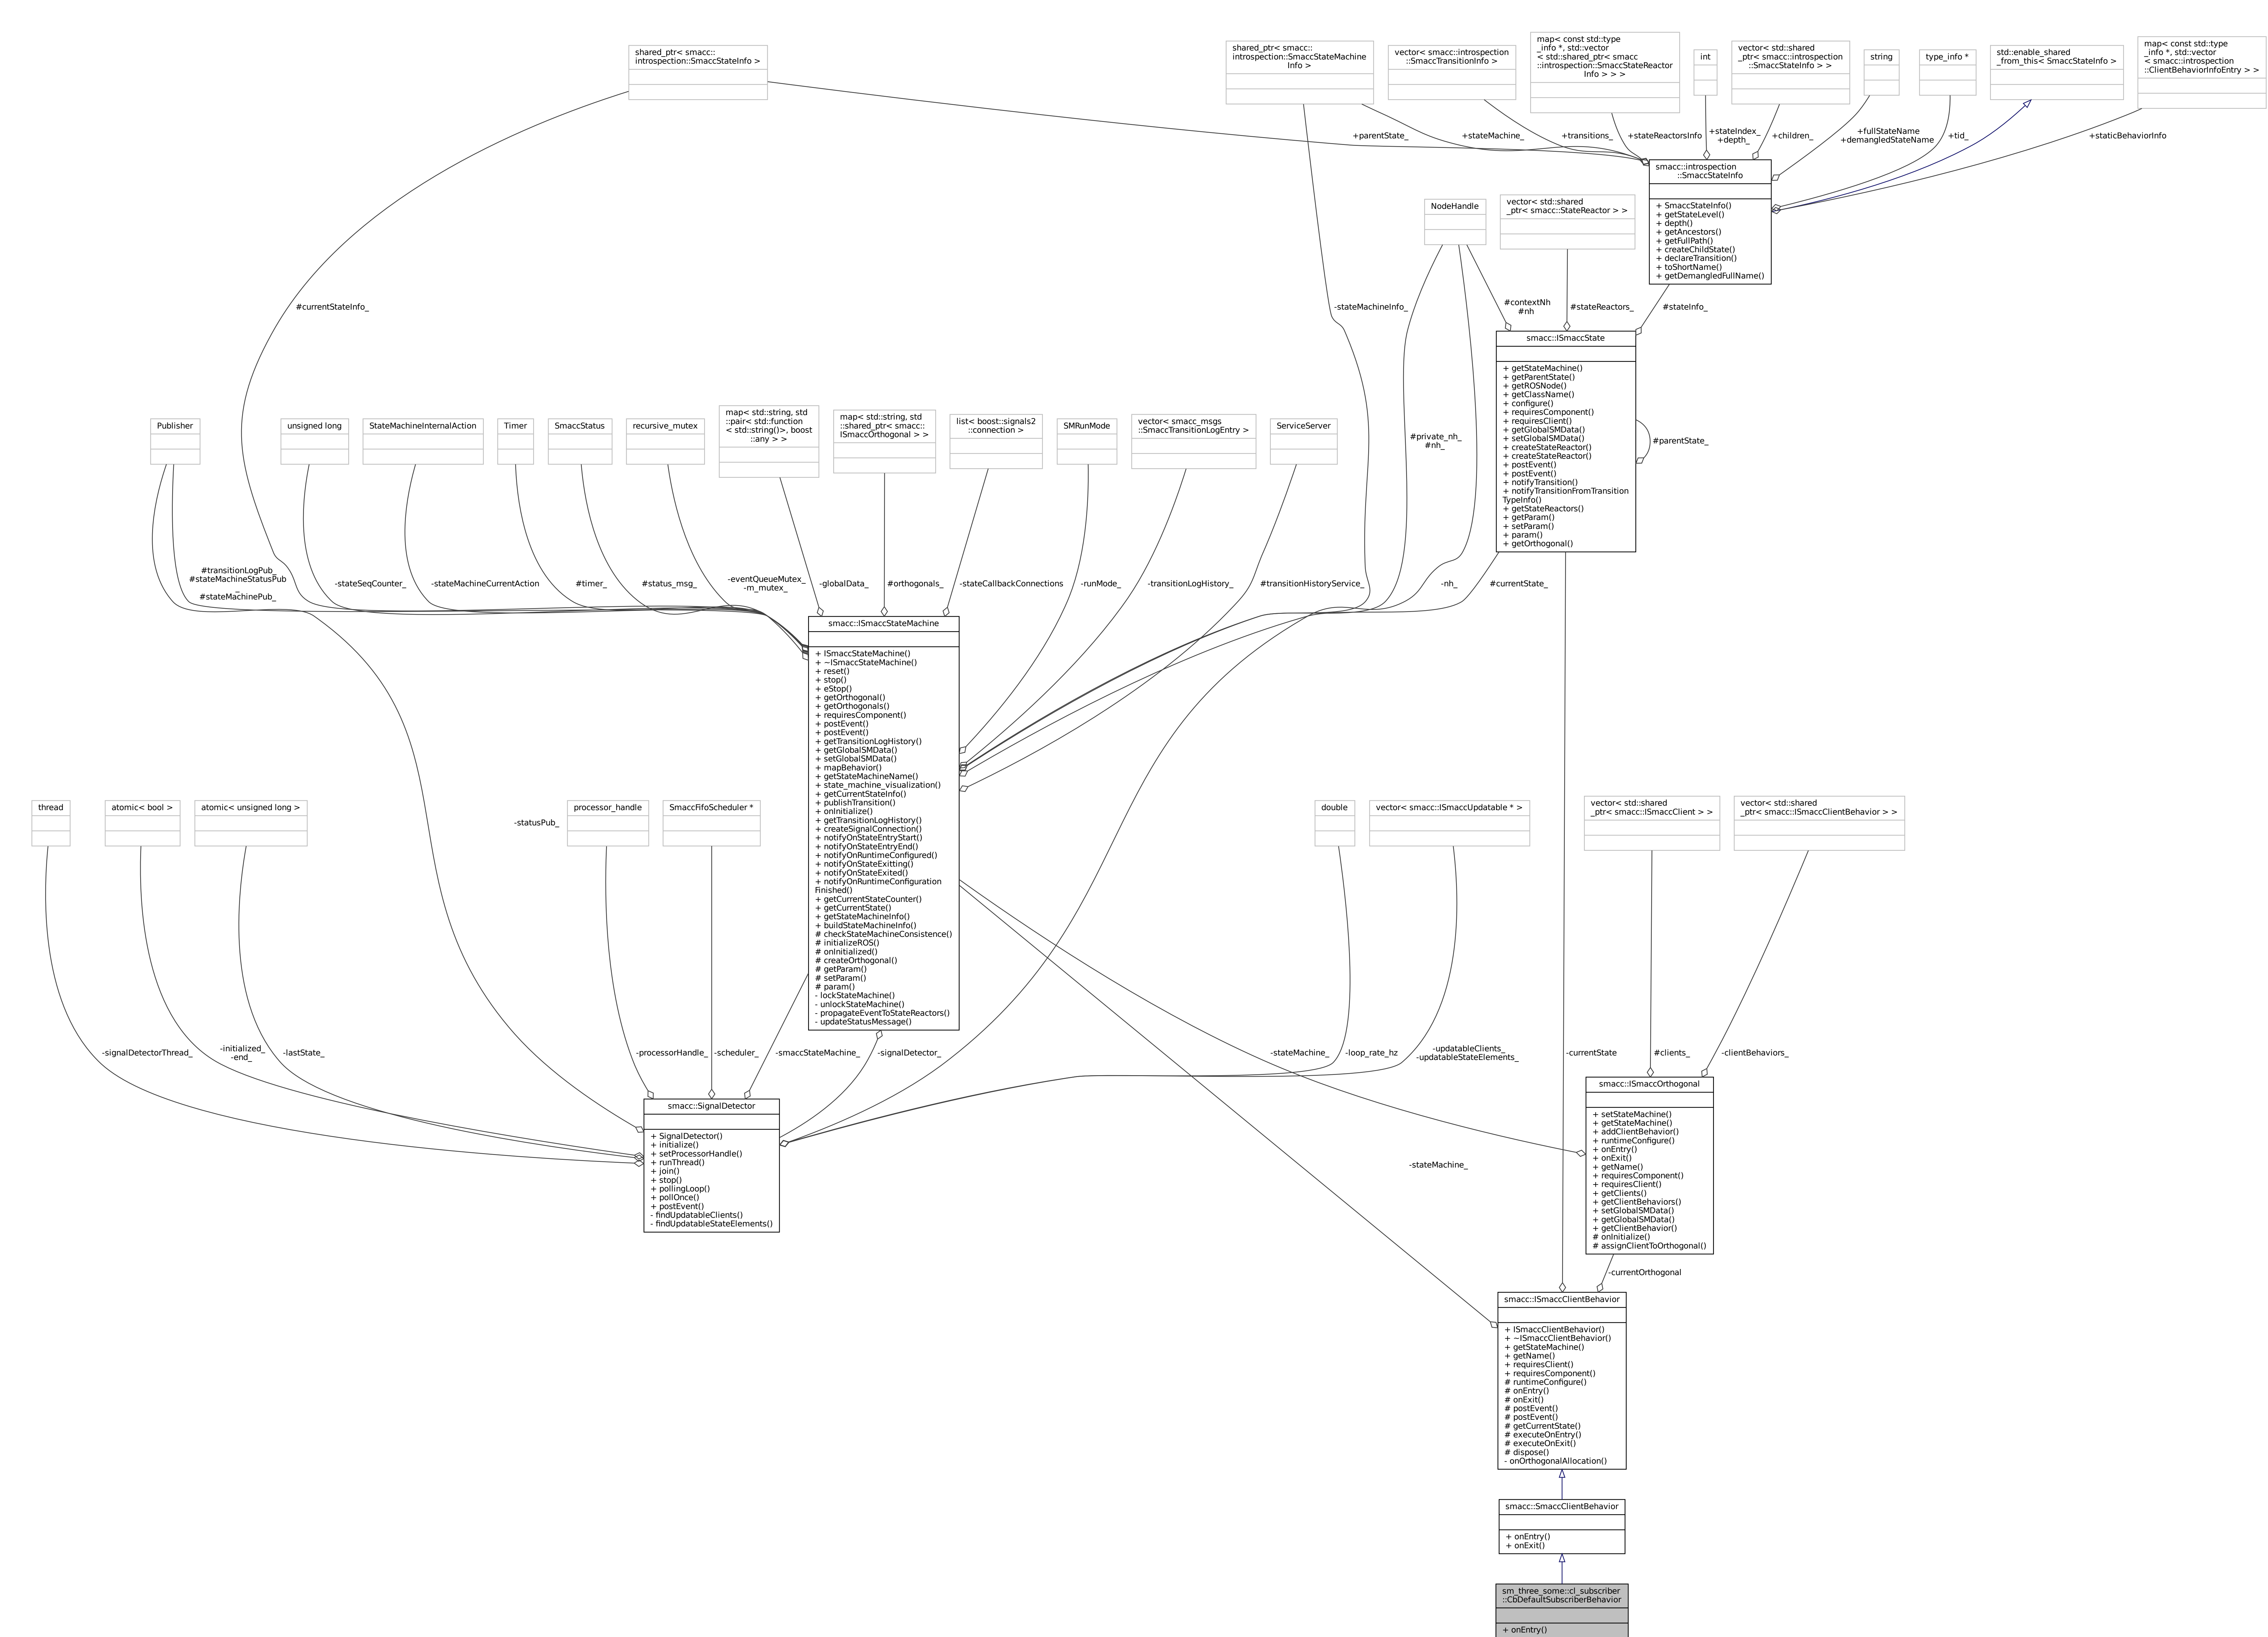 shared_ptr< smacc::
introspection::SmaccStateInfo >
shared_ptr< smacc::
introspection::SmaccStateMachine
Info >
vector< smacc::introspection
::SmaccTransitionInfo >
map< const std::type
_info *, std::vector
< std::shared_ptr< smacc
::introspection::SmaccStateReactor
Info > > >
int
vector< std::shared
_ptr< smacc::introspection
::SmaccStateInfo > >
string
type_info *
std::enable_shared
_from_this< SmaccStateInfo >
map< const std::type
_info *, std::vector
< smacc::introspection
::ClientBehaviorInfoEntry > >
+parentState_
+stateMachine_
+transitions_
+stateReactorsInfo
+stateIndex_
+depth_
+children_
+fullStateName
+demangledStateName
+tid_
+staticBehaviorInfo
smacc::introspection
::SmaccStateInfo
+ SmaccStateInfo()
+ getStateLevel()
+ depth()
+ getAncestors()
+ getFullPath()
+ createChildState()
+ declareTransition()
+ toShortName()
+ getDemangledFullName()
NodeHandle
vector< std::shared
_ptr< smacc::StateReactor > >
#currentStateInfo_
-stateMachineInfo_
#contextNh
#nh
#stateReactors_
#stateInfo_
smacc::ISmaccState
+ getStateMachine()
+ getParentState()
+ getROSNode()
+ getClassName()
+ configure()
+ requiresComponent()
+ requiresClient()
+ getGlobalSMData()
+ setGlobalSMData()
+ createStateReactor()
+ createStateReactor()
+ postEvent()
+ postEvent()
+ notifyTransition()
+ notifyTransitionFromTransition
TypeInfo()
+ getStateReactors()
+ getParam()
+ setParam()
+ param()
+ getOrthogonal()
#parentState_
#private_nh_
#nh_
Publisher
unsigned long
StateMachineInternalAction
Timer
SmaccStatus
recursive_mutex
map< std::string, std
::pair< std::function
< std::string()>, boost
::any > >
map< std::string, std
::shared_ptr< smacc::
ISmaccOrthogonal > >
list< boost::signals2
::connection >
SMRunMode
vector< smacc_msgs
::SmaccTransitionLogEntry >
ServiceServer
#transitionLogPub_
#stateMachineStatusPub
_
#stateMachinePub_
-stateSeqCounter_
-stateMachineCurrentAction
#timer_
#status_msg_
-eventQueueMutex_
-m_mutex_
-globalData_
#orthogonals_
-stateCallbackConnections
-runMode_
-transitionLogHistory_
#transitionHistoryService_
-nh_
#currentState_
smacc::ISmaccStateMachine
+ ISmaccStateMachine()
+ ~ISmaccStateMachine()
+ reset()
+ stop()
+ eStop()
+ getOrthogonal()
+ getOrthogonals()
+ requiresComponent()
+ postEvent()
+ postEvent()
+ getTransitionLogHistory()
+ getGlobalSMData()
+ setGlobalSMData()
+ mapBehavior()
+ getStateMachineName()
+ state_machine_visualization()
+ getCurrentStateInfo()
+ publishTransition()
+ onInitialize()
+ getTransitionLogHistory()
+ createSignalConnection()
+ notifyOnStateEntryStart()
+ notifyOnStateEntryEnd()
+ notifyOnRuntimeConfigured()
+ notifyOnStateExitting()
+ notifyOnStateExited()
+ notifyOnRuntimeConfiguration
Finished()
+ getCurrentStateCounter()
+ getCurrentState()
+ getStateMachineInfo()
+ buildStateMachineInfo()
# checkStateMachineConsistence()
# initializeROS()
# onInitialized()
# createOrthogonal()
# getParam()
# setParam()
# param()
- lockStateMachine()
- unlockStateMachine()
- propagateEventToStateReactors()
- updateStatusMessage()
thread
atomic< bool >
atomic< unsigned long >
-statusPub_
processor_handle
SmaccFifoScheduler *
double
vector< smacc::ISmaccUpdatable * >
vector< std::shared
_ptr< smacc::ISmaccClient > >
vector< std::shared
_ptr< smacc::ISmaccClientBehavior > >
-signalDetectorThread_
-initialized_
-end_
-lastState_
-processorHandle_
-scheduler_
-smaccStateMachine_
-signalDetector_
-stateMachine_
-loop_rate_hz
-updatableClients_
-updatableStateElements_
-currentState
#clients_
-clientBehaviors_
smacc::SignalDetector
+ SignalDetector()
+ initialize()
+ setProcessorHandle()
+ runThread()
+ join()
+ stop()
+ pollingLoop()
+ pollOnce()
+ postEvent()
- findUpdatableClients()
- findUpdatableStateElements()
smacc::ISmaccOrthogonal
+ setStateMachine()
+ getStateMachine()
+ addClientBehavior()
+ runtimeConfigure()
+ onEntry()
+ onExit()
+ getName()
+ requiresComponent()
+ requiresClient()
+ getClients()
+ getClientBehaviors()
+ setGlobalSMData()
+ getGlobalSMData()
+ getClientBehavior()
# onInitialize()
# assignClientToOrthogonal()
-stateMachine_
-currentOrthogonal
smacc::ISmaccClientBehavior
+ ISmaccClientBehavior()
+ ~ISmaccClientBehavior()
+ getStateMachine()
+ getName()
+ requiresClient()
+ requiresComponent()
# runtimeConfigure()
# onEntry()
# onExit()
# postEvent()
# postEvent()
# getCurrentState()
# executeOnEntry()
# executeOnExit()
# dispose()
- onOrthogonalAllocation()
smacc::SmaccClientBehavior
+ onEntry()
+ onExit()
sm_three_some::cl_subscriber
::CbDefaultSubscriberBehavior
+ onEntry()